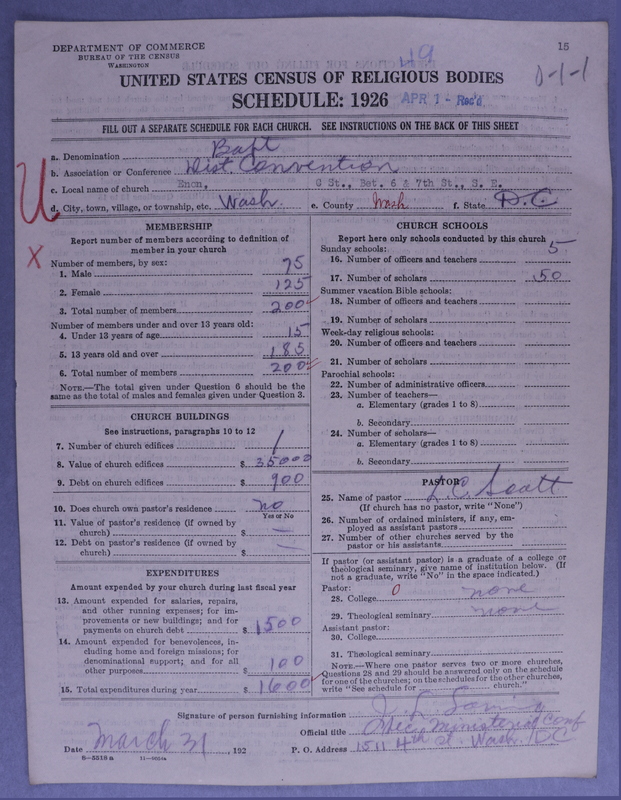 DEPARTMENT OF COMMERCE
BUREAU OF THE CENSUS
WASHINGTON
15
49
0-1-1
UNITED STATES CENSUS OF RELIGIOUS BODIES
SCHEDULE: 1926
APR 1 - Rec'd
FILL OUT A SEPARATE SCHEDULE FOR EACH CHURCH. SEE INSTRUCTIONS ON THE BACK OF THIS SHEET
a. Denomination Bapt
b. Association or Conference Dist. Convention
c. Local name of church Enon, C St., Bet. 6 & 7th St., S. E.
d. City, town, village, or township, etc. Wash. e. County Wash f. State D.C.
U
MEMBERSHIP
Report number of members according to definition of
member in your church
X
Number of members, by sex:
1. Male 75
2. Female 125
3. Total number of members 200
Number of members under and over 13 years old:
4. Under 13 years of age 15
5. 13 years old and over 185
6. Total number of members 200
NOTE.—The total given under Question 6 should be the
same as the total of males and females given under Question 3.
CHURCH BUILDINGS
See instructions, paragraphs 10 to 12
7. Number of church edifices 1
8. Value of church edifices $ 35000
9. Debt on church edifices $ 900
10. Does church own pastor's residence no
Yes or No
11. Value of pastor's residence (if owned by
church) $ —
12. Debt on pastor's residence (if owned by
church) $ —
EXPENDITURES
Amount expended by your church during last fiscal year
13. Amount expended for salaries, repairs,
and other running expenses; for im-
provements or new buildings; and for
payments on church debt $ 1500
14. Amount expended for benevolences, in-
cluding home and foreign missions; for
denominational support; and for all
other purposes 100
15. Total expenditures during year $ 1600
CHURCH SCHOOLS
Report here only schools conducted by this church
Sunday schools:
16. Number of officers and teachers 5
17. Number of scholars 50
Summer vacation Bible schools:
18. Number of officers and teachers
19. Number of scholars
Week-day religious schools:
20. Number of officers and teachers
21. Number of scholars
Parochial schools:
22. Number of administrative officers
23. Number of teachers—
a. Elementary (grades 1 to 8)
b. Secondary
24. Number of scholars—
a. Elementary (grades 1 to 8)
b. Secondary
PASTOR
25. Name of pastor L. C. Scott
(If church has no pastor, write "None")
26. Number of ordained ministers, if any, em-
ployed as assistant pastors
27. Number of other churches served by the
pastor or his assistants
If pastor (or assistant pastor) is a graduate of a college or
theological seminary, give name of institution below. (If
not a graduate, write "No" in the space indicated.)
Pastor: 0
28. College none
29. Theological seminary none
Assistant pastor:
30. College
31. Theological seminary
NOTE.—Where one pastor serves two or more churches,
Questions 28 and 29 should be answered only on the schedule
for one of the churches; on the schedules for the other churches,
write "See schedule for church."
Signature of person furnishing information J. L.
Official title Ministerial Conf
Date March 31, 192 P. O. Address 1511 4th St. Wash. D.C
8-5318a